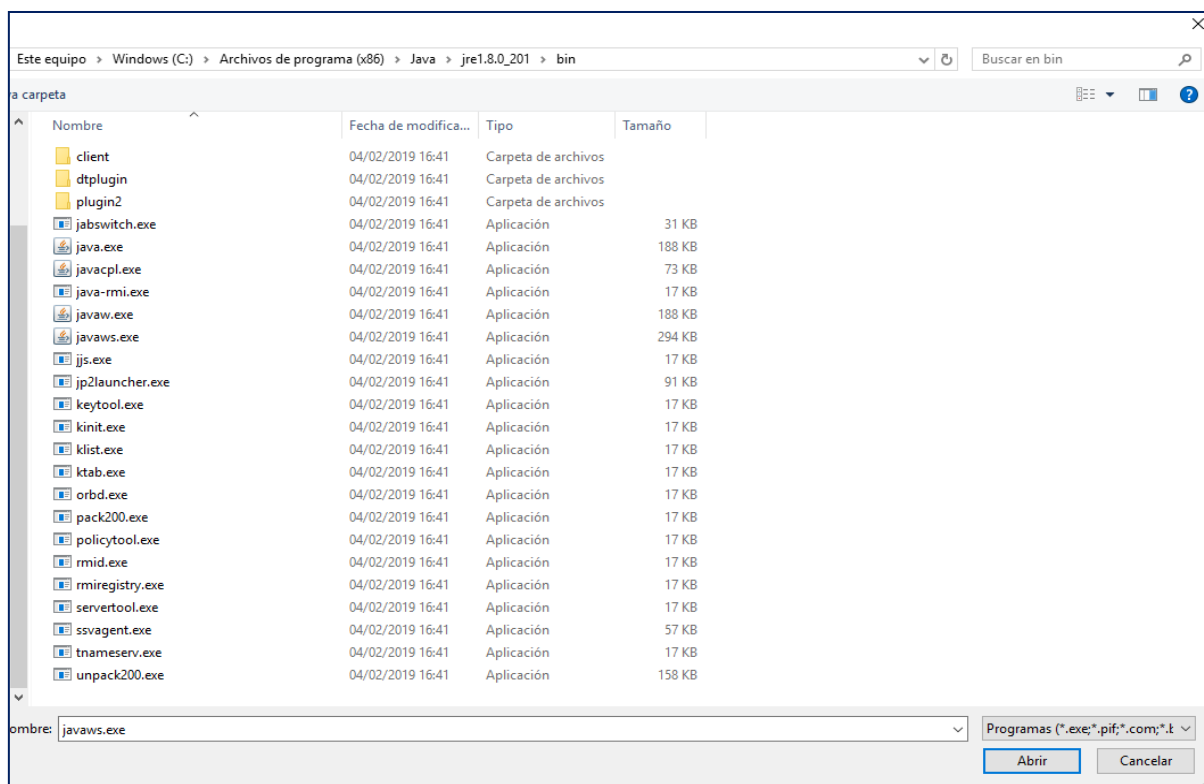 Este equipo > Windows (C:) > Archivos de programa (x86) > Java > jre1.8.0_201 > bin Buscar en bin
va carpeta
Nombre Fecha de modifica... Tipo Tamaño
client 04/02/2019 16:41 Carpeta de archivos
dtplugin 04/02/2019 16:41 Carpeta de archivos
plugin2 04/02/2019 16:41 Carpeta de archivos
jabswitch.exe 04/02/2019 16:41 Aplicación 31 KB
java.exe 04/02/2019 16:41 Aplicación 188 KB
javacpl.exe 04/02/2019 16:41 Aplicación 73 KB
java-rmi.exe 04/02/2019 16:41 Aplicación 17 KB
javaw.exe 04/02/2019 16:41 Aplicación 188 KB
javaws.exe 04/02/2019 16:41 Aplicación 294 KB
jjs.exe 04/02/2019 16:41 Aplicación 17 KB
jp2launcher.exe 04/02/2019 16:41 Aplicación 91 KB
keytool.exe 04/02/2019 16:41 Aplicación 17 KB
kinit.exe 04/02/2019 16:41 Aplicación 17 KB
klist.exe 04/02/2019 16:41 Aplicación 17 KB
ktab.exe 04/02/2019 16:41 Aplicación 17 KB
orbd.exe 04/02/2019 16:41 Aplicación 17 KB
pack200.exe 04/02/2019 16:41 Aplicación 17 KB
policytool.exe 04/02/2019 16:41 Aplicación 17 KB
rmid.exe 04/02/2019 16:41 Aplicación 17 KB
rmiregistry.exe 04/02/2019 16:41 Aplicación 17 KB
servertool.exe 04/02/2019 16:41 Aplicación 17 KB
ssvagent.exe 04/02/2019 16:41 Aplicación 57 KB
tnameserv.exe 04/02/2019 16:41 Aplicación 17 KB
unpack200.exe 04/02/2019 16:41 Aplicación 158 KB
ombre: javaws.exe Programas (*.exe;*.pif;*.com;*.b
Abrir Cancelar